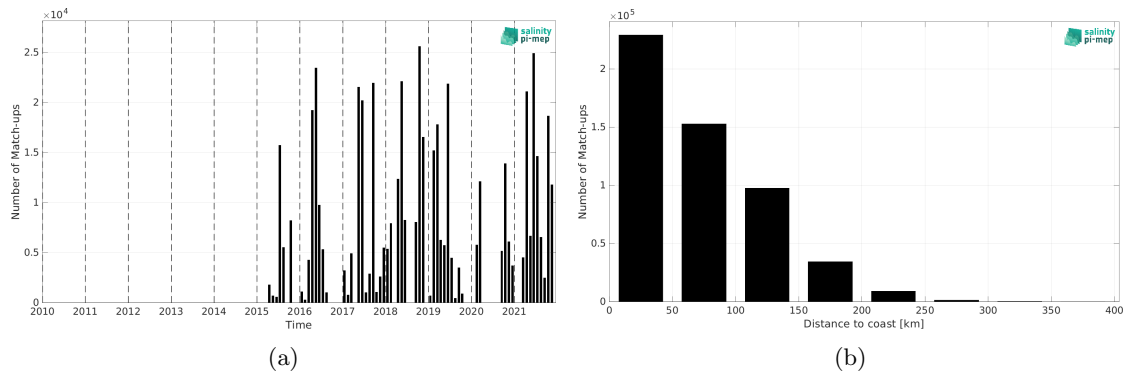 ×10⁴
salinity
pi-mep
Number of Match-ups
2.5
2
1.5
1
0.5
0
2010 2011 2012 2013 2014 2015 2016 2017 2018 2019 2020 2021
Time
(a)
×10⁵
salinity
pi-mep
Number of Match-ups
2
1.5
1
0.5
0
0 50 100 150 200 250 300 350 400
Distance to coast [km]
(b)